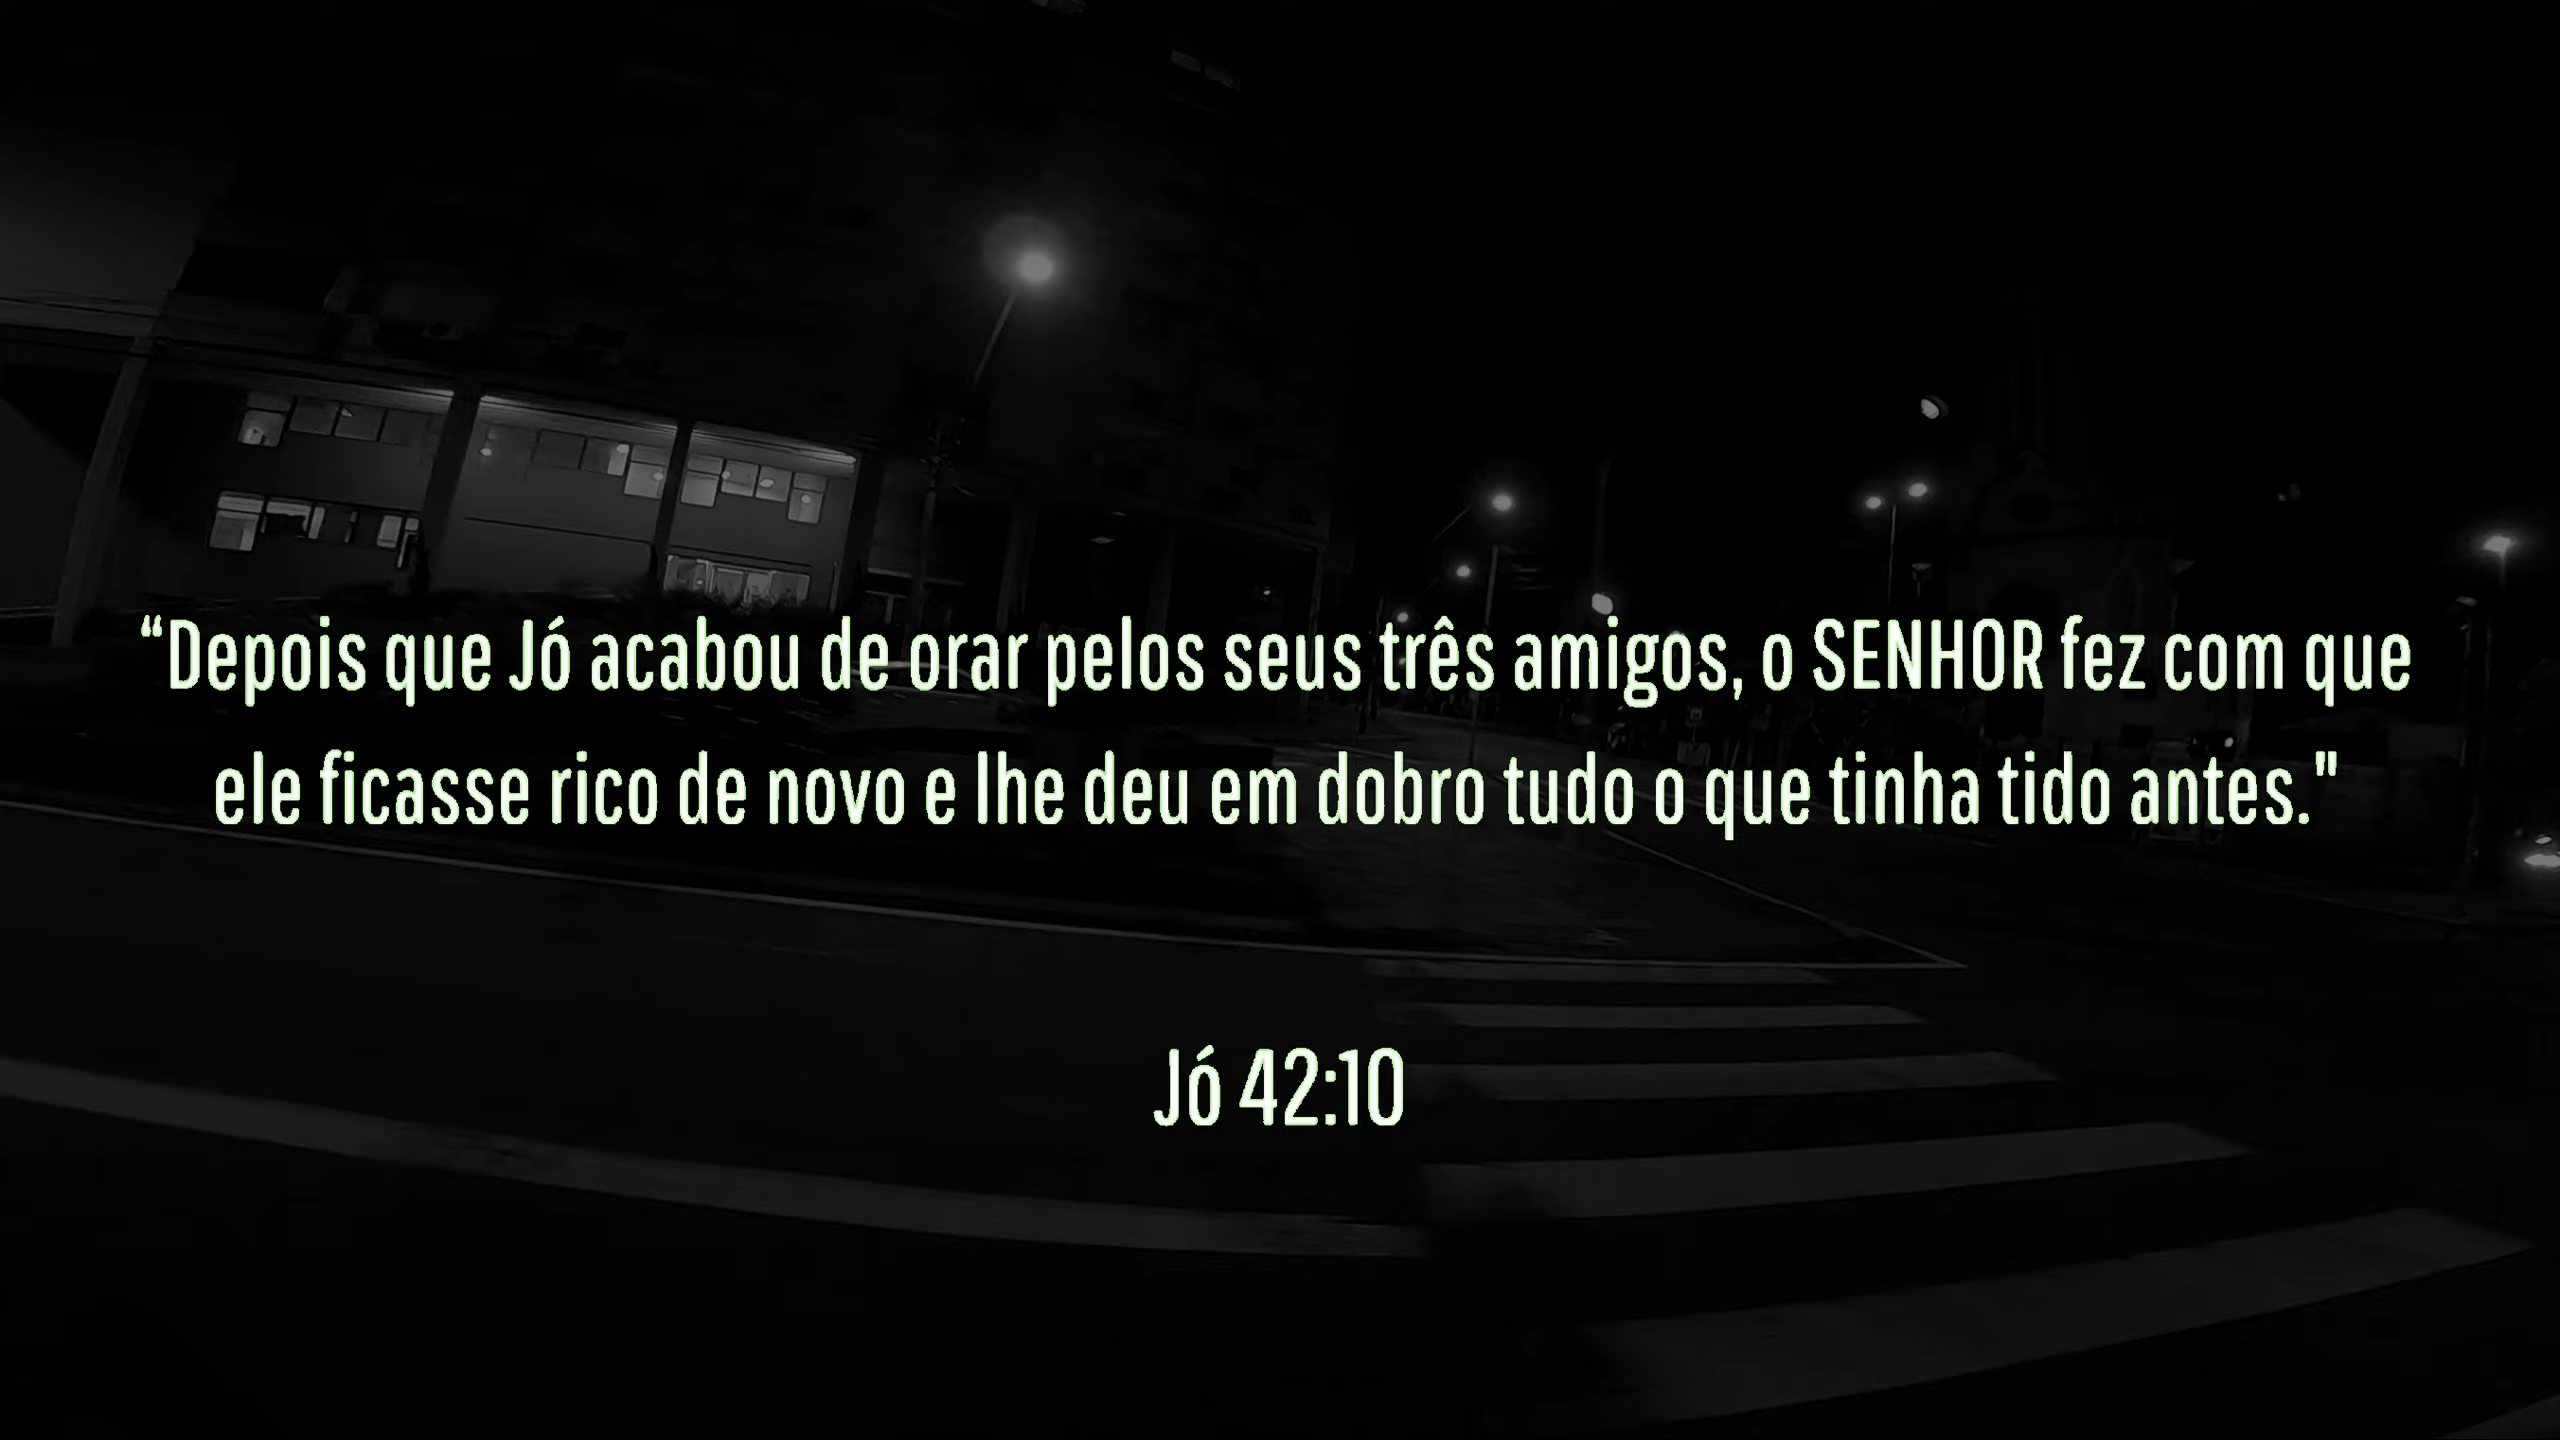 “Depois que Jó acabou de orar pelos seus três amigos, o SENHOR fez com que
ele ficasse rico de novo e lhe deu em dobro tudo o que tinha tido antes."
Jó 42:10